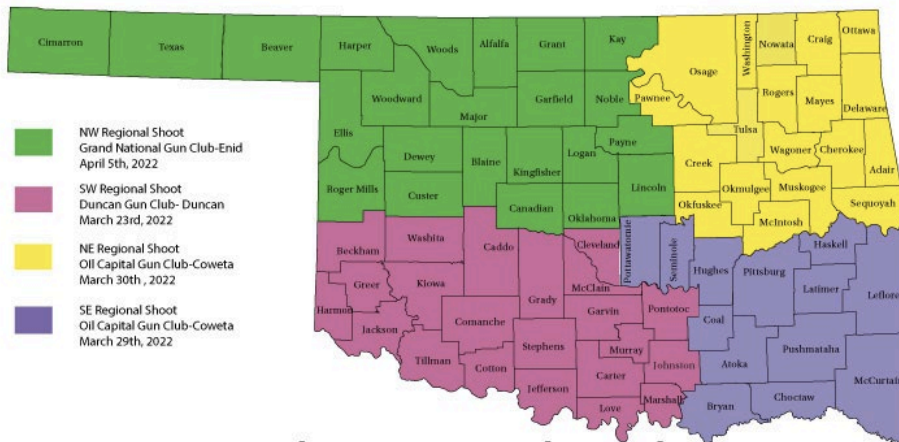 Cimarron
Texas
Beaver
Harper
Woods
Alfalfa
Grant
Kay
Osage
Washington
Nowata
Craig
Ottawa
Woodward
Major
Garfield
Noble
Pawnee
Rogers
Mayes
Delaware
NW Regional Shoot
Grand National Gun Club-Enid
April 5th, 2022
Ellis
Dewey
Blaine
Kingfisher
Logan
Payne
Creek
Tulsa
Wagoner
Cherokee
Adair
Roger Mills
Custer
Canadian
Oklahoma
Lincoln
Okfuskee
Okmulgee
Muskogee
McIntosh
Sequoyah
SW Regional Shoot
Duncan Gun Club- Duncan
March 23rd, 2022
Beckham
Washita
Caddo
Cleveland
Pottawatomie
Seminole
Hughes
Pittsburg
Haskell
Latimer
Leflore
NE Regional Shoot
Oil Capital Gun Club-Coweta
March 30th , 2022
Greer
Kiowa
Grady
McClain
Harmon
Jackson
Comanche
Garvin
Pontotoc
Coal
SE Regional Shoot
Oil Capital Gun Club-Coweta
March 29th, 2022
Tillman
Cotton
Stephens
Murray
Carter
Johnston
Atoka
Pushmataha
McCurtain
Jefferson
Love
Marshall
Bryan
Choctaw